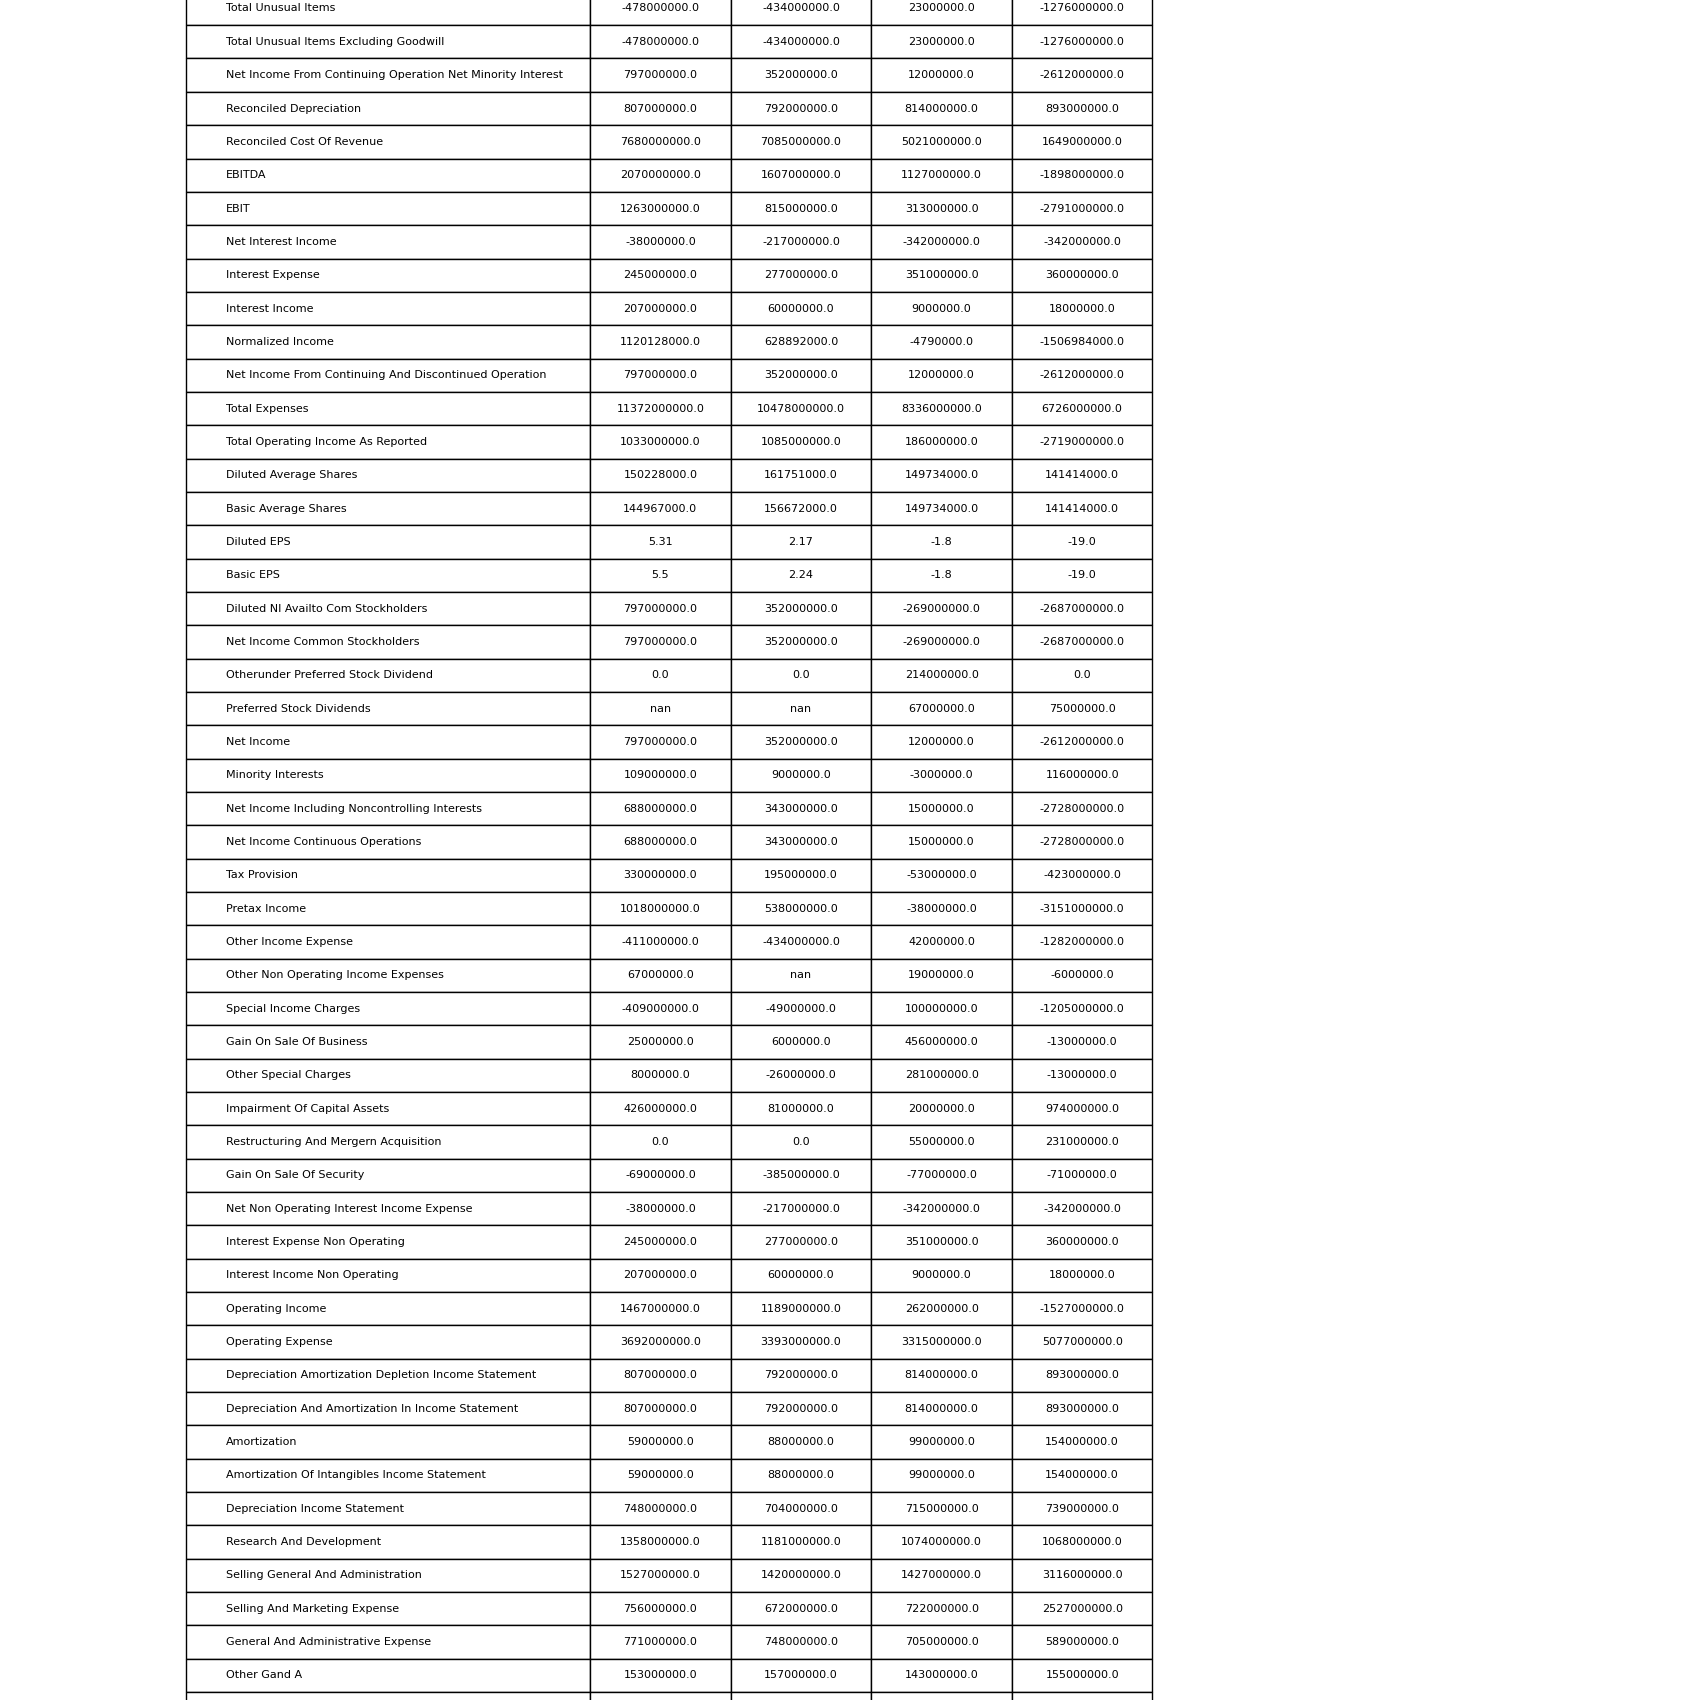 Total Unusual Items -478000000.0 -434000000.0 23000000.0 -1276000000.0
Total Unusual Items Excluding Goodwill -478000000.0 -434000000.0 23000000.0 -1276000000.0
Net Income From Continuing Operation Net Minority Interest 797000000.0 352000000.0 12000000.0 -2612000000.0
Reconciled Depreciation 807000000.0 792000000.0 814000000.0 893000000.0
Reconciled Cost Of Revenue 7680000000.0 7085000000.0 5021000000.0 1649000000.0
EBITDA 2070000000.0 1607000000.0 1127000000.0 -1898000000.0
EBIT 1263000000.0 815000000.0 313000000.0 -2791000000.0
Net Interest Income -38000000.0 -217000000.0 -342000000.0 -342000000.0
Interest Expense 245000000.0 277000000.0 351000000.0 360000000.0
Interest Income 207000000.0 60000000.0 9000000.0 18000000.0
Normalized Income 1120128000.0 628892000.0 -4790000.0 -1506984000.0
Net Income From Continuing And Discontinued Operation 797000000.0 352000000.0 12000000.0 -2612000000.0
Total Expenses 11372000000.0 10478000000.0 8336000000.0 6726000000.0
Total Operating Income As Reported 1033000000.0 1085000000.0 186000000.0 -2719000000.0
Diluted Average Shares 150228000.0 161751000.0 149734000.0 141414000.0
Basic Average Shares 144967000.0 156672000.0 149734000.0 141414000.0
Diluted EPS 5.31 2.17 -1.8 -19.0
Basic EPS 5.5 2.24 -1.8 -19.0
Diluted NI Availto Com Stockholders 797000000.0 352000000.0 -269000000.0 -2687000000.0
Net Income Common Stockholders 797000000.0 352000000.0 -269000000.0 -2687000000.0
Otherunder Preferred Stock Dividend 0.0 0.0 214000000.0 0.0
Preferred Stock Dividends nan nan 67000000.0 75000000.0
Net Income 797000000.0 352000000.0 12000000.0 -2612000000.0
Minority Interests 109000000.0 9000000.0 -3000000.0 116000000.0
Net Income Including Noncontrolling Interests 688000000.0 343000000.0 15000000.0 -2728000000.0
Net Income Continuous Operations 688000000.0 343000000.0 15000000.0 -2728000000.0
Tax Provision 330000000.0 195000000.0 -53000000.0 -423000000.0
Pretax Income 1018000000.0 538000000.0 -38000000.0 -3151000000.0
Other Income Expense -411000000.0 -434000000.0 42000000.0 -1282000000.0
Other Non Operating Income Expenses 67000000.0 nan 19000000.0 -6000000.0
Special Income Charges -409000000.0 -49000000.0 100000000.0 -1205000000.0
Gain On Sale Of Business 25000000.0 6000000.0 456000000.0 -13000000.0
Other Special Charges 8000000.0 -26000000.0 281000000.0 -13000000.0
Impairment Of Capital Assets 426000000.0 81000000.0 20000000.0 974000000.0
Restructuring And Mergern Acquisition 0.0 0.0 55000000.0 231000000.0
Gain On Sale Of Security -69000000.0 -385000000.0 -77000000.0 -71000000.0
Net Non Operating Interest Income Expense -38000000.0 -217000000.0 -342000000.0 -342000000.0
Interest Expense Non Operating 245000000.0 277000000.0 351000000.0 360000000.0
Interest Income Non Operating 207000000.0 60000000.0 9000000.0 18000000.0
Operating Income 1467000000.0 1189000000.0 262000000.0 -1527000000.0
Operating Expense 3692000000.0 3393000000.0 3315000000.0 5077000000.0
Depreciation Amortization Depletion Income Statement 807000000.0 792000000.0 814000000.0 893000000.0
Depreciation And Amortization In Income Statement 807000000.0 792000000.0 814000000.0 893000000.0
Amortization 59000000.0 88000000.0 99000000.0 154000000.0
Amortization Of Intangibles Income Statement 59000000.0 88000000.0 99000000.0 154000000.0
Depreciation Income Statement 748000000.0 704000000.0 715000000.0 739000000.0
Research And Development 1358000000.0 1181000000.0 1074000000.0 1068000000.0
Selling General And Administration 1527000000.0 1420000000.0 1427000000.0 3116000000.0
Selling And Marketing Expense 756000000.0 672000000.0 722000000.0 2527000000.0
General And Administrative Expense 771000000.0 748000000.0 705000000.0 589000000.0
Other Gand A 153000000.0 157000000.0 143000000.0 155000000.0